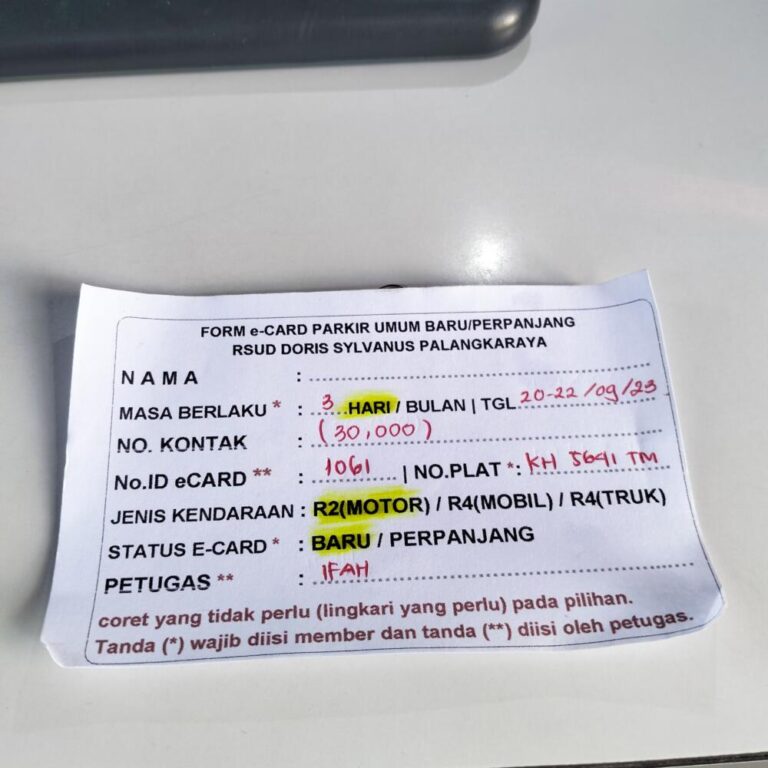 FORM e-CARD PARKIR UMUM BARU/PERPANJANG
RSUD DORIS SYLVANUS PALANGKARAYA
N A M A :
MASA BERLAKU * : 3 HARI / BULAN | TGL 20-22/09/23
NO. KONTAK : (30,000)
No.ID eCARD ** : 1061 | NO.PLAT *: KH 5641 TM
JENIS KENDARAAN : R2(MOTOR) / R4(MOBIL) / R4(TRUK)
STATUS E-CARD * : BARU / PERPANJANG
PETUGAS ** : IFAH
coret yang tidak perlu (lingkari yang perlu) pada pilihan.
Tanda (*) wajib diisi member dan tanda (**) diisi oleh petugas.